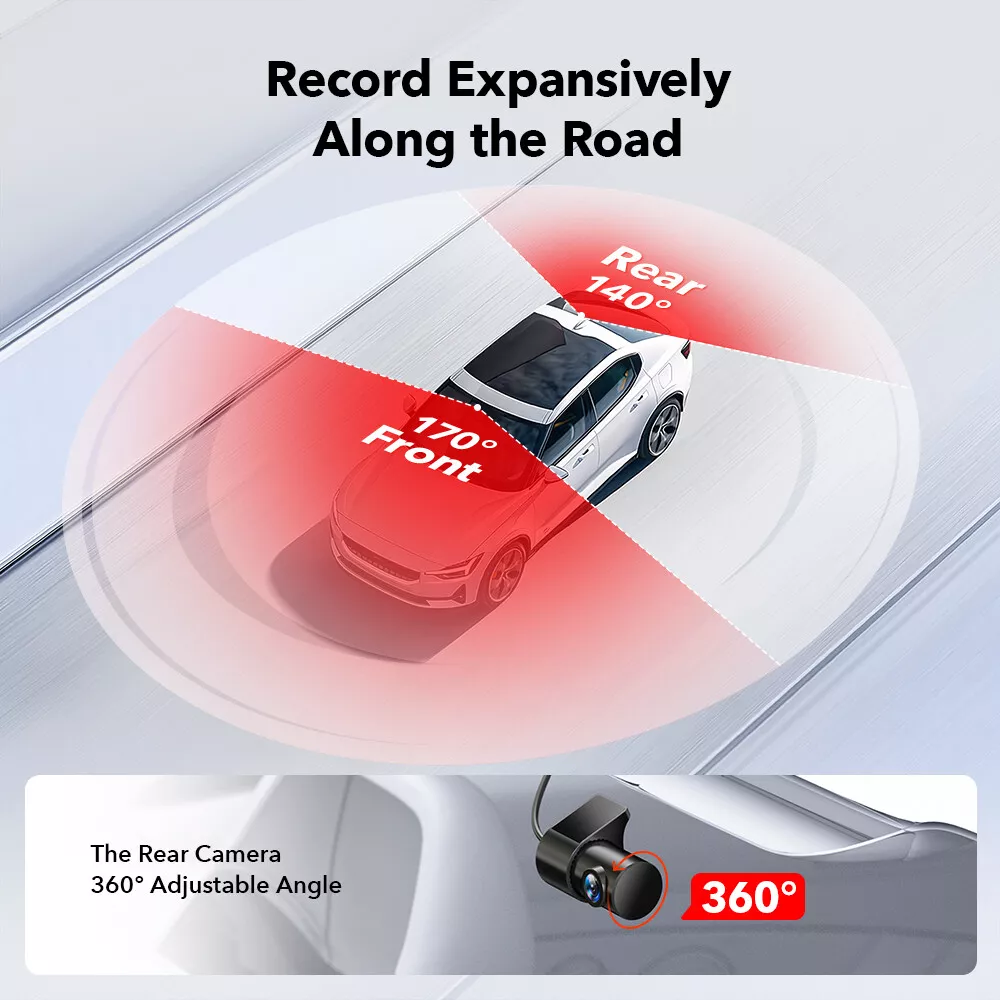 Record Expansively
Along the Road
Rear
140°
170°
Front
The Rear Camera
360° Adjustable Angle
360°